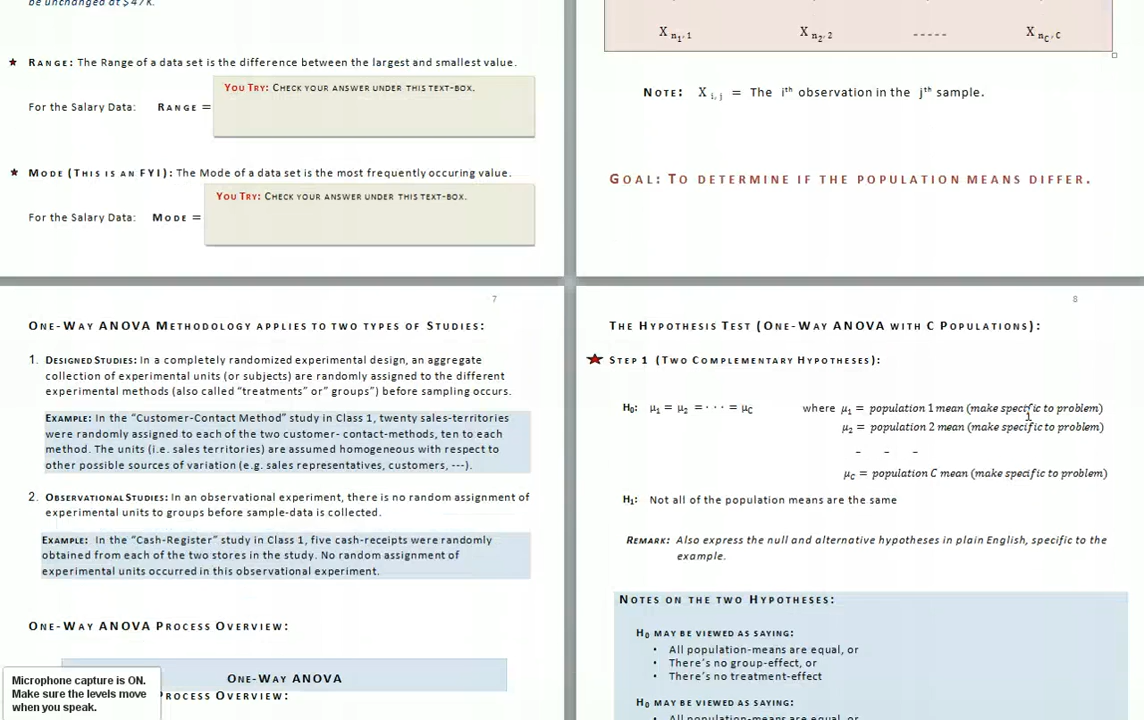 be unchanged at $47K.
★ RANGE: The Range of a data set is the difference between the largest and smallest value.
For the Salary Data: RANGE =
YOU TRY: CHECK YOUR ANSWER UNDER THIS TEXT-BOX.
★ MODE (THIS IS AN FYI): The Mode of a data set is the most frequently occuring value.
For the Salary Data: MODE =
YOU TRY: CHECK YOUR ANSWER UNDER THIS TEXT-BOX.
X n₁,1 X n₂,2 ----- X n_C,C
NOTE: X i,j = The iᵗʰ observation in the jᵗʰ sample.
GOAL: TO DETERMINE IF THE POPULATION MEANS DIFFER.
7
ONE-WAY ANOVA METHODOLOGY APPLIES TO TWO TYPES OF STUDIES:
1. DESIGNED STUDIES: In a completely randomized experimental design, an aggregate
collection of experimental units (or subjects) are randomly assigned to the different
experimental methods (also called "treatments" or" groups") before sampling occurs.
EXAMPLE: In the "Customer-Contact Method" study in Class 1, twenty sales-territories
were randomly assigned to each of the two customer- contact-methods, ten to each
method. The units (i.e. sales territories) are assumed homogeneous with respect to
other possible sources of variation (e.g. sales representatives, customers, ---).
2. OBSERVATIONAL STUDIES: In an observational experiment, there is no random assignment of
experimental units to groups before sample-data is collected.
EXAMPLE: In the "Cash-Register" study in Class 1, five cash-receipts were randomly
obtained from each of the two stores in the study. No random assignment of
experimental units occurred in this observational experiment.
ONE-WAY ANOVA PROCESS OVERVIEW:
ONE-WAY ANOVA
PROCESS OVERVIEW:
Microphone capture is ON.
Make sure the levels move
when you speak.
8
THE HYPOTHESIS TEST (ONE-WAY ANOVA WITH C POPULATIONS):
★ STEP 1 (TWO COMPLEMENTARY HYPOTHESES):
H₀: μ₁ = μ₂ = · · · = μ_C where μ₁ = population 1 mean (make specific to problem)
μ₂ = population 2 mean (make specific to problem)
- - -
μ_C = population C mean (make specific to problem)
H₁: Not all of the population means are the same
REMARK: Also express the null and alternative hypotheses in plain English, specific to the
example.
NOTES ON THE TWO HYPOTHESES:
H₀ MAY BE VIEWED AS SAYING:
• All population-means are equal, or
• There's no group-effect, or
• There's no treatment-effect
H₀ MAY BE VIEWED AS SAYING:
• All population-means are equal, or